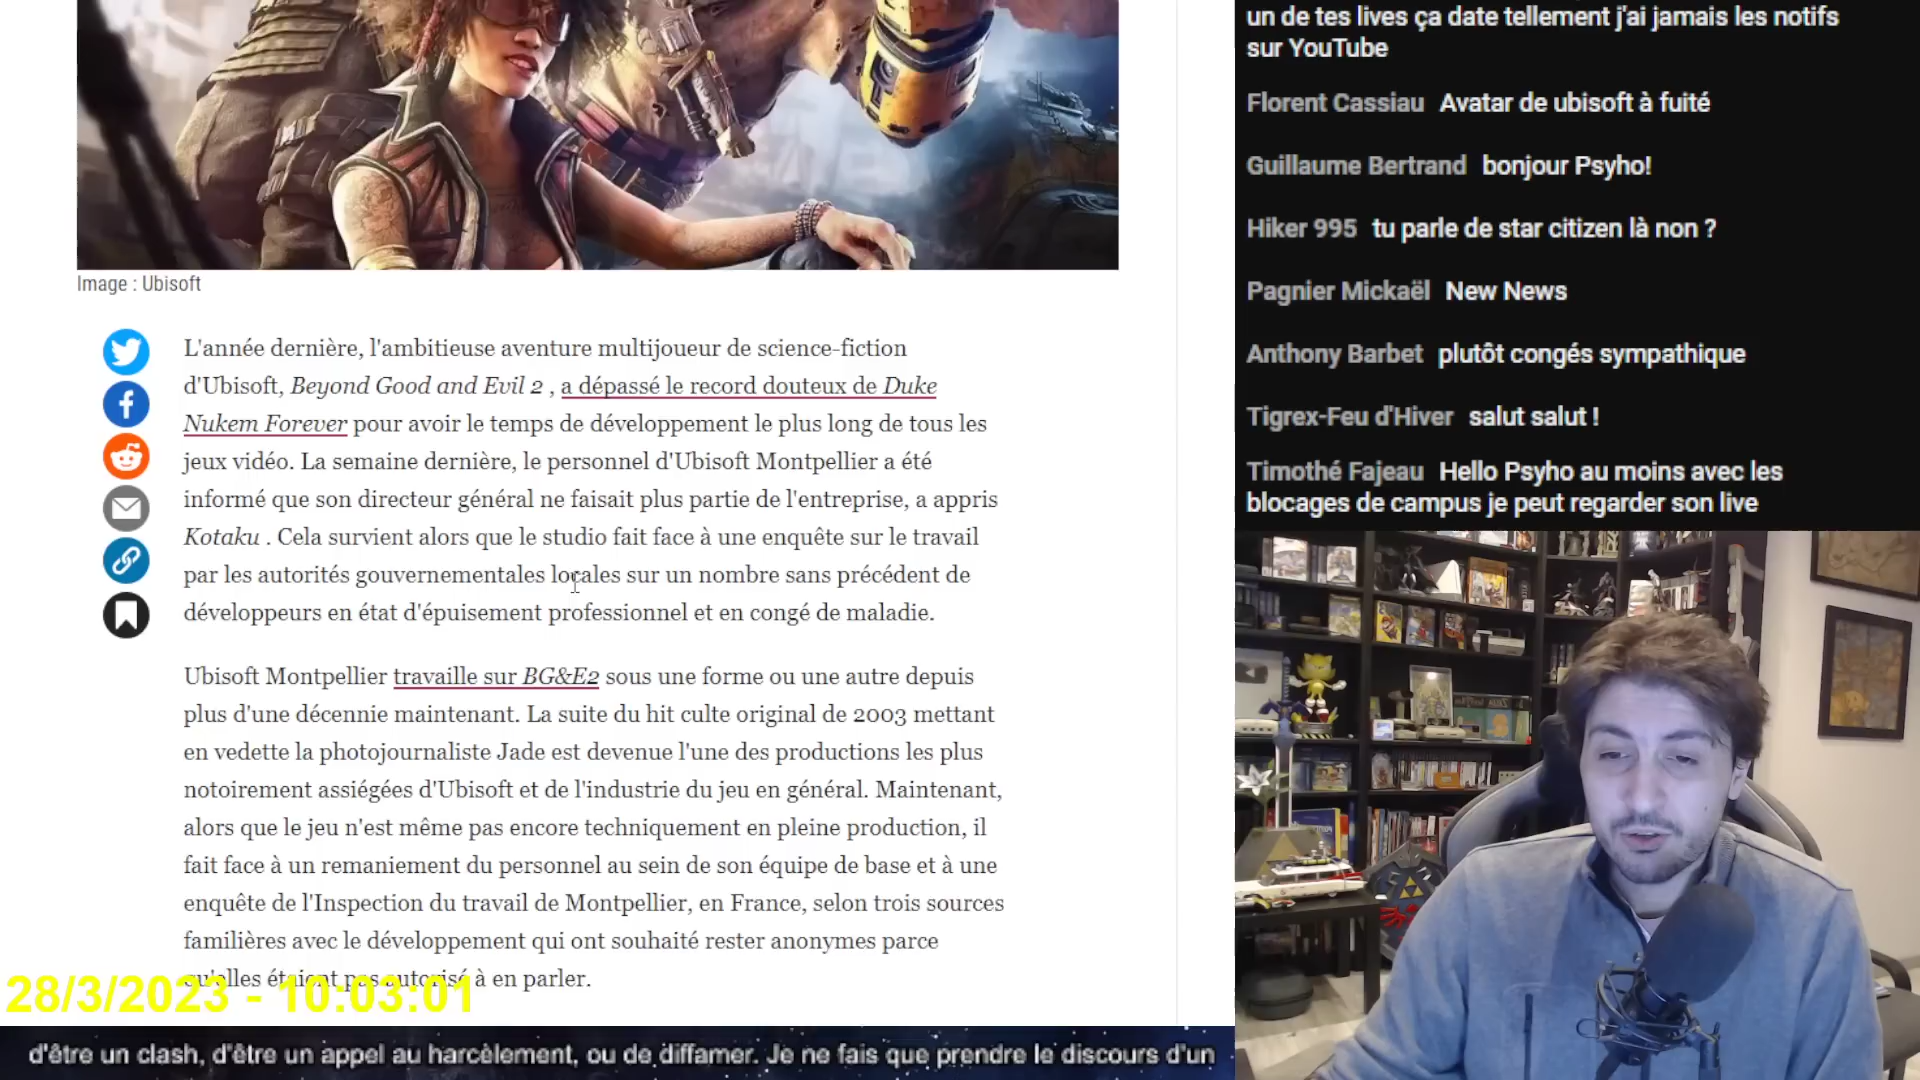 un de tes lives ça date tellement j'ai jamais les notifs
sur YouTube
Florent Cassiau Avatar de ubisoft à fuité
Guillaume Bertrand bonjour Psyho!
Hiker 995 tu parle de star citizen là non ?
Pagnier Mickaël New News
Anthony Barbet plutôt congés sympathique
Tigrex-Feu d'Hiver salut salut !
Timothé Fajeau Hello Psyho au moins avec les
blocages de campus je peut regarder son live
Image : Ubisoft
L'année dernière, l'ambitieuse aventure multijoueur de science-fiction
d'Ubisoft, Beyond Good and Evil 2 , a dépassé le record douteux de Duke
Nukem Forever pour avoir le temps de développement le plus long de tous les
jeux vidéo. La semaine dernière, le personnel d'Ubisoft Montpellier a été
informé que son directeur général ne faisait plus partie de l'entreprise, a appris
Kotaku . Cela survient alors que le studio fait face à une enquête sur le travail
par les autorités gouvernementales locales sur un nombre sans précédent de
développeurs en état d'épuisement professionnel et en congé de maladie.
Ubisoft Montpellier travaille sur BG&E2 sous une forme ou une autre depuis
plus d'une décennie maintenant. La suite du hit culte original de 2003 mettant
en vedette la photojournaliste Jade est devenue l'une des productions les plus
notoirement assiégées d'Ubisoft et de l'industrie du jeu en général. Maintenant,
alors que le jeu n'est même pas encore techniquement en pleine production, il
fait face à un remaniement du personnel au sein de son équipe de base et à une
enquête de l'Inspection du travail de Montpellier, en France, selon trois sources
familières avec le développement qui ont souhaité rester anonymes parce
qu'elles étaient pas autorisé à en parler.
28/3/2023 - 10:03:01
d'être un clash, d'être un appel au harcèlement, ou de diffamer. Je ne fais que prendre le discours d'un